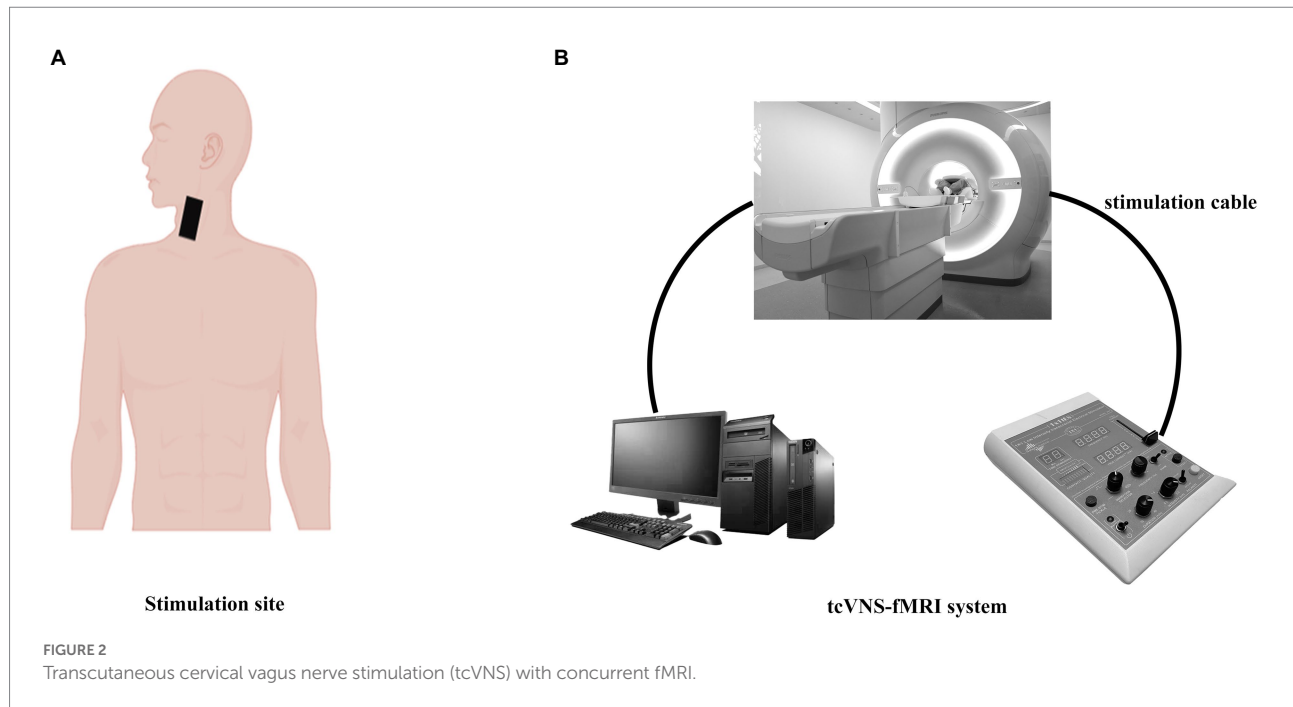 A
B
stimulation cable
Stimulation site
tcVNS-fMRI system
FIGURE 2
Transcutaneous cervical vagus nerve stimulation (tcVNS) with concurrent fMRI.